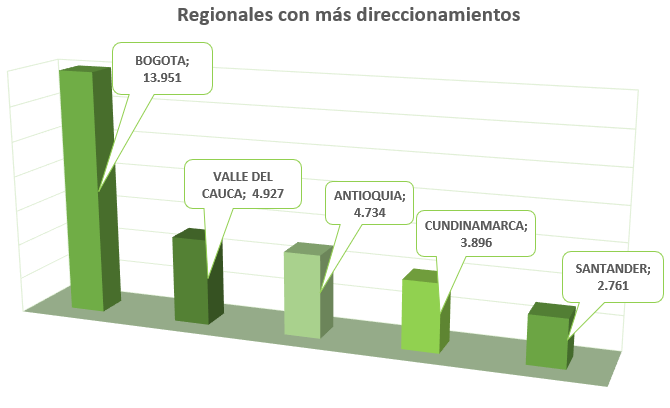 Regionales con más direccionamientos
BOGOTA;
13.951
VALLE DEL
CAUCA; 4.927
ANTIOQUIA;
4.734
CUNDINAMARCA;
3.896
SANTANDER;
2.761